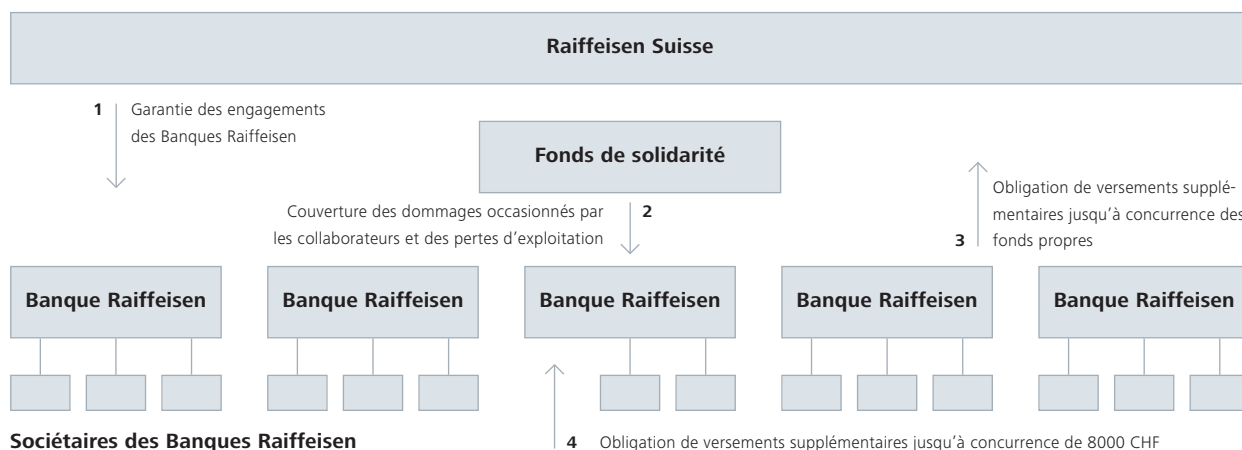 Raiffeisen Suisse
1 Garantie des engagements
des Banques Raiffeisen
Fonds de solidarité
Couverture des dommages occasionnés par
les collaborateurs et des pertes d'exploitation
2
Obligation de versements supplé-
mentaires jusqu'à concurrence des
3 fonds propres
Banque Raiffeisen
Banque Raiffeisen
Banque Raiffeisen
Banque Raiffeisen
Banque Raiffeisen
Sociétaires des Banques Raiffeisen
4 Obligation de versements supplémentaires jusqu'à concurrence de 8000 CHF